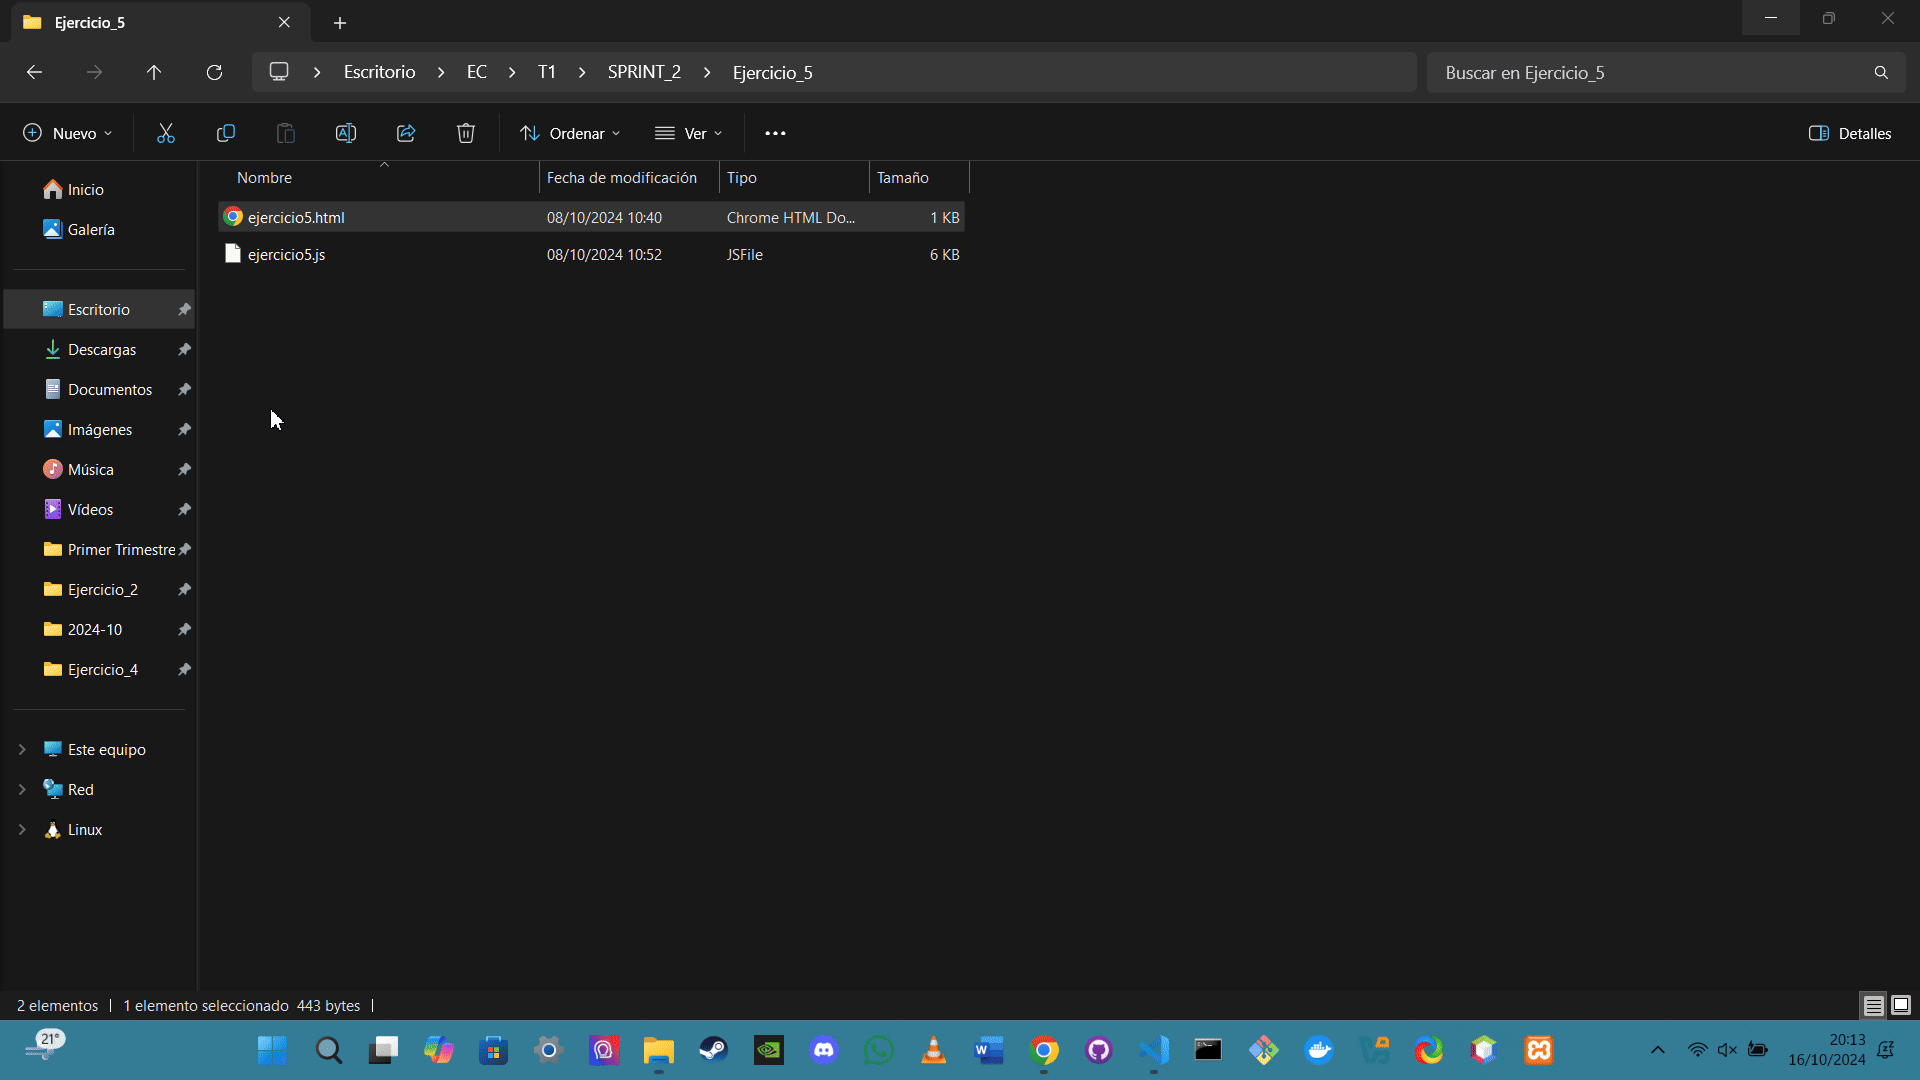 Ejercicio_5
Escritorio EC T1 SPRINT_2 Ejercicio_5
Buscar en Ejercicio_5
Nuevo Ordenar Ver Detalles
Nombre Fecha de modificación Tipo Tamaño
ejercicio5.html 08/10/2024 10:40 Chrome HTML Do... 1 KB
ejercicio5.js 08/10/2024 10:52 JSFile 6 KB
Inicio
Galería
Escritorio
Descargas
Documentos
Imágenes
Música
Vídeos
Primer Trimestre
Ejercicio_2
2024-10
Ejercicio_4
Este equipo
Red
Linux
2 elementos 1 elemento seleccionado 443 bytes
21°
20:13
16/10/2024